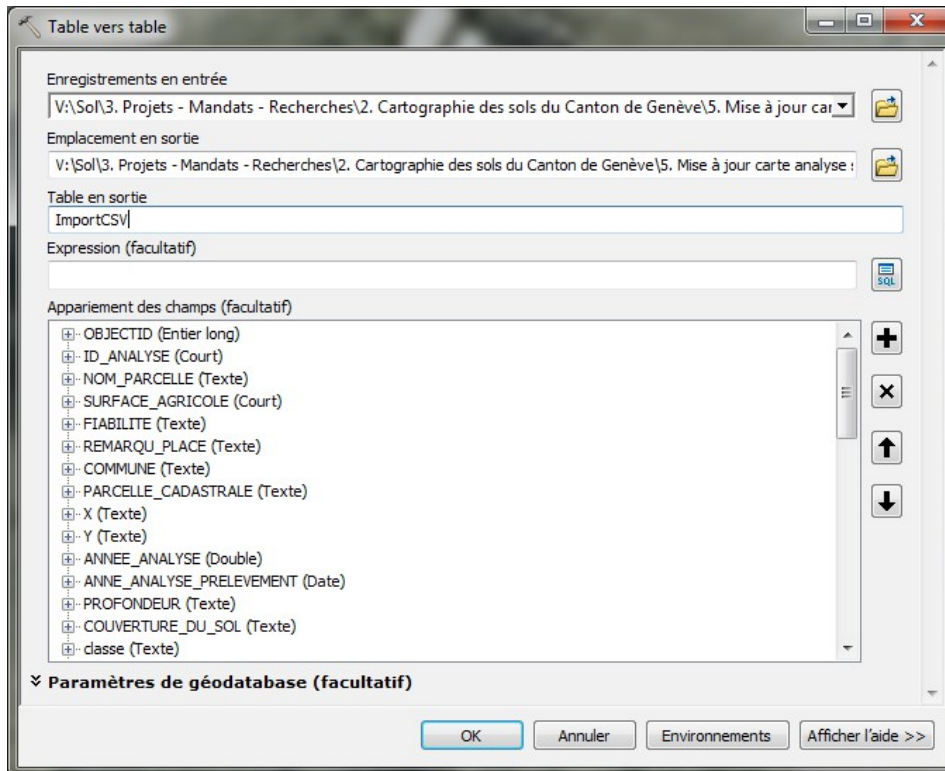 Table vers table
Enregistrements en entrée
V:\Sol\3. Projets - Mandats - Recherches\2. Cartographie des sols du Canton de Genève\5. Mise à jour car
Emplacement en sortie
V:\Sol\3. Projets - Mandats - Recherches\2. Cartographie des sols du Canton de Genève\5. Mise à jour carte analyse
Table en sortie
ImportCSV
Expression (facultatif)
SQL
Appariement des champs (facultatif)
OBJECTID (Entier long)
ID_ANALYSE (Court)
NOM_PARCELLE (Texte)
SURFACE_AGRICOLE (Court)
FIABILITE (Texte)
REMARQU_PLACE (Texte)
COMMUNE (Texte)
PARCELLE_CADASTRALE (Texte)
X (Texte)
Y (Texte)
ANNEE_ANALYSE (Double)
ANNE_ANALYSE_PRELEVEMENT (Date)
PROFONDEUR (Texte)
COUVERTURE_DU_SOL (Texte)
classe (Texte)
Paramètres de géodatabase (facultatif)
OK Annuler Environnements Afficher l'aide >>